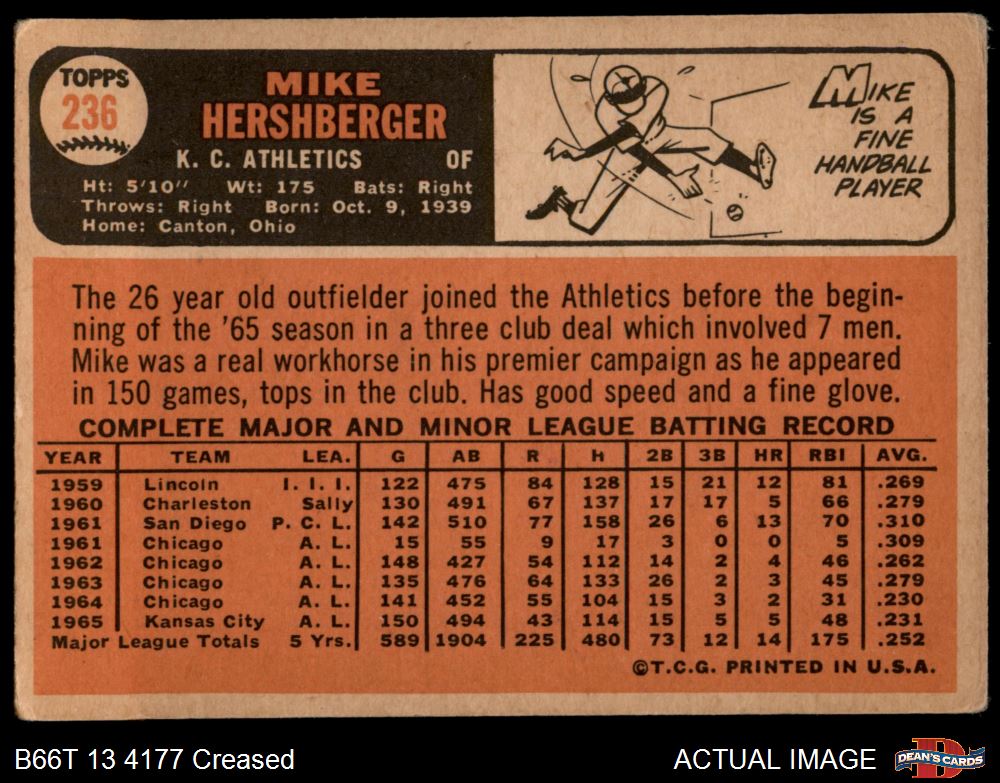 TOPPS
236
MIKE
HERSHBERGER
K. C. ATHLETICS OF
Ht: 5'10" Wt: 175 Bats: Right
Throws: Right Born: Oct. 9, 1939
Home: Canton, Ohio
MIKE
IS A
FINE
HANDBALL
PLAYER
The 26 year old outfielder joined the Athletics before the begin-
ning of the '65 season in a three club deal which involved 7 men.
Mike was a real workhorse in his premier campaign as he appeared
in 150 games, tops in the club. Has good speed and a fine glove.
COMPLETE MAJOR AND MINOR LEAGUE BATTING RECORD
YEAR TEAM LEA. G AB R H 2B 3B HR RBI AVG.
1959 Lincoln I. I. I. 122 475 84 128 15 21 12 81 .269
1960 Charleston Sally 130 491 67 137 17 17 5 66 .279
1961 San Diego P. C. L. 142 510 77 158 26 6 13 70 .310
1961 Chicago A. L. 15 55 9 17 3 0 0 5 .309
1962 Chicago A. L. 148 427 54 112 14 2 4 46 .262
1963 Chicago A. L. 135 476 64 133 26 2 3 45 .279
1964 Chicago A. L. 141 452 55 104 15 3 2 31 .230
1965 Kansas City A. L. 150 494 43 114 15 5 5 48 .231
Major League Totals 5 Yrs. 589 1904 225 480 73 12 14 175 .252
©T.C.G. PRINTED IN U.S.A.
B66T 13 4177 Creased ACTUAL IMAGE
D
DEAN'S CARDS